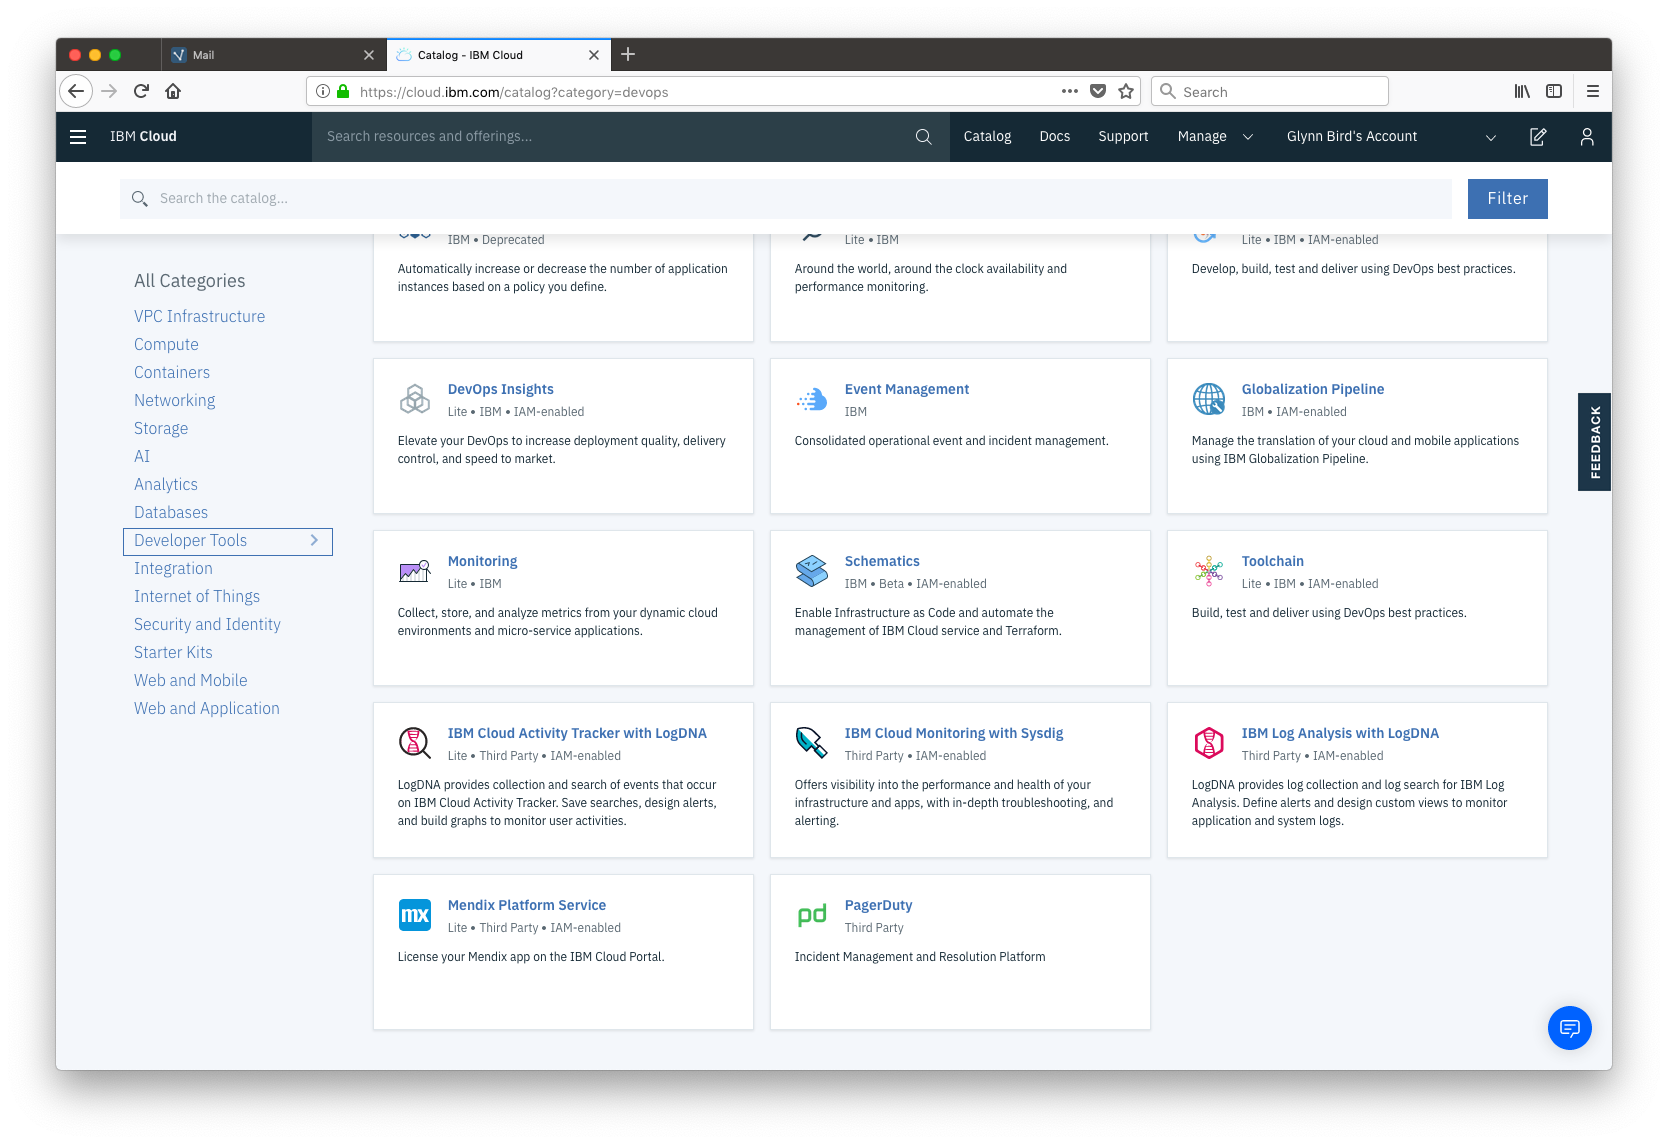 Mail
Catalog - IBM Cloud
https://cloud.ibm.com/catalog?category=devops
Search
IBM Cloud
Search resources and offerings...
Catalog
Docs
Support
Manage
Glynn Bird's Account
Search the catalog...
Filter
All Categories
VPC Infrastructure
Compute
Containers
Networking
Storage
AI
Analytics
Databases
Developer Tools
Integration
Internet of Things
Security and Identity
Starter Kits
Web and Mobile
Web and Application
IBM • Deprecated
Automatically increase or decrease the number of application
instances based on a policy you define.
Lite • IBM
Around the world, around the clock availability and
performance monitoring.
Lite • IBM • IAM-enabled
Develop, build, test and deliver using DevOps best practices.
DevOps Insights
Lite • IBM • IAM-enabled
Elevate your DevOps to increase deployment quality, delivery
control, and speed to market.
Event Management
IBM
Consolidated operational event and incident management.
Globalization Pipeline
IBM • IAM-enabled
Manage the translation of your cloud and mobile applications
using IBM Globalization Pipeline.
Monitoring
Lite • IBM
Collect, store, and analyze metrics from your dynamic cloud
environments and micro-service applications.
Schematics
IBM • Beta • IAM-enabled
Enable Infrastructure as Code and automate the
management of IBM Cloud service and Terraform.
Toolchain
Lite • IBM • IAM-enabled
Build, test and deliver using DevOps best practices.
IBM Cloud Activity Tracker with LogDNA
Lite • Third Party • IAM-enabled
LogDNA provides collection and search of events that occur
on IBM Cloud Activity Tracker. Save searches, design alerts,
and build graphs to monitor user activities.
IBM Cloud Monitoring with Sysdig
Third Party • IAM-enabled
Offers visibility into the performance and health of your
infrastructure and apps, with in-depth troubleshooting, and
alerting.
IBM Log Analysis with LogDNA
Third Party • IAM-enabled
LogDNA provides log collection and log search for IBM Log
Analysis. Define alerts and design custom views to monitor
application and system logs.
mx
Mendix Platform Service
Lite • Third Party • IAM-enabled
License your Mendix app on the IBM Cloud Portal.
pd
PagerDuty
Third Party
Incident Management and Resolution Platform
FEEDBACK